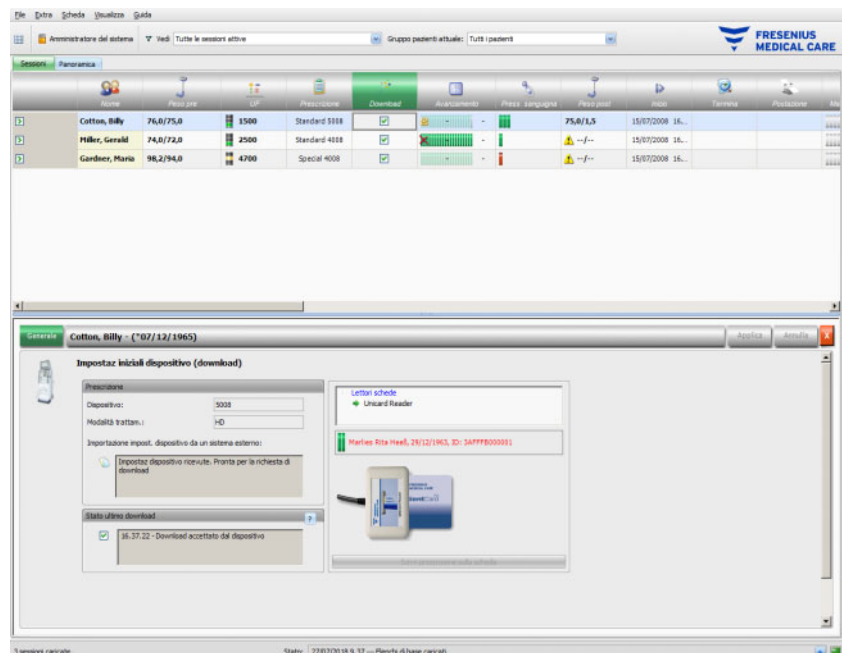 File Extra Scheda Visualizza Guida
Amministratore del sistema Vedi Tutte le sessioni attive Gruppo pazienti attuale: Tutti i pazienti
FRESENIUS
MEDICAL CARE
Sessioni Panoramica
Nome Peso pre UF Prescrizione Download Avanzamento Press. sanguigna Peso post Inizio Termina Postazione
Cotton, Billy 76,0/75,0 1500 Standard 5008 - - 75,0/1,5 15/07/2008 16...
Miller, Gerald 74,0/72,0 2500 Standard 4008 - --/-- 15/07/2008 16...
Gardner, Maria 98,2/94,0 4700 Special 4008 - - --/-- 15/07/2008 16...
Generale Cotton, Billy - (*07/12/1965) Applica Annulla X
Impostaz iniziali dispositivo (download)
Prescrizione
Dispositivo: 5008
Modalità trattam.: HD
Importazione impost. dispositivo da un sistema esterno:
Impostaz dispositivo ricevute. Pronta per la richiesta di
download
Stato ultimo download ?
16.37.22 - Download accettato dal dispositivo
Lettori schede
Unicard Reader
Marlies Rita Heell, 29/12/1963, ID: 3AFFFB000031
FRESENIUS
MEDICAL CARE
3 sessioni caricate Stato: 27/07/2018 9.37 -- Elenchi di base caricati